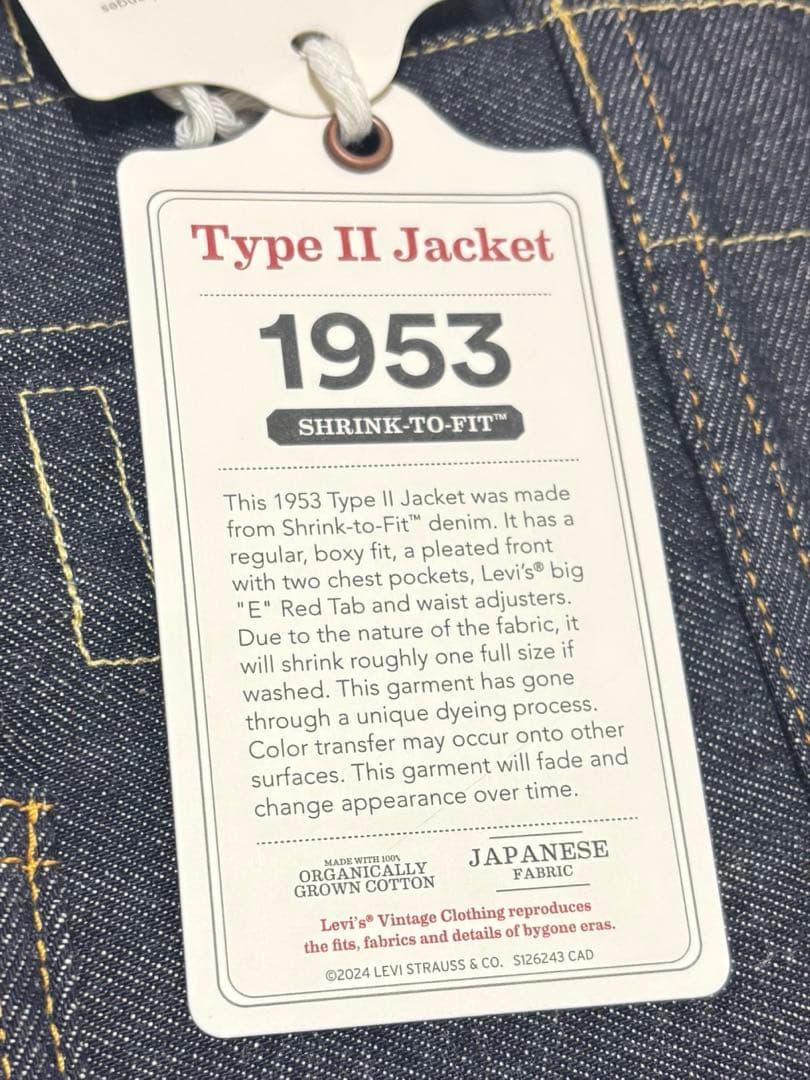 Type II Jacket
1953
SHRINK-TO-FIT™
This 1953 Type II Jacket was made
from Shrink-to-Fit™ denim. It has a
regular, boxy fit, a pleated front
with two chest pockets, Levi's® big
"E" Red Tab and waist adjusters.
Due to the nature of the fabric, it
will shrink roughly one full size if
washed. This garment has gone
through a unique dyeing process.
Color transfer may occur onto other
surfaces. This garment will fade and
change appearance over time.
MADE WITH 100%
ORGANICALLY
GROWN COTTON
JAPANESE
FABRIC
Levi's® Vintage Clothing reproduces
the fits, fabrics and details of bygone eras.
©2024 LEVI STRAUSS & CO. S126243 CAD